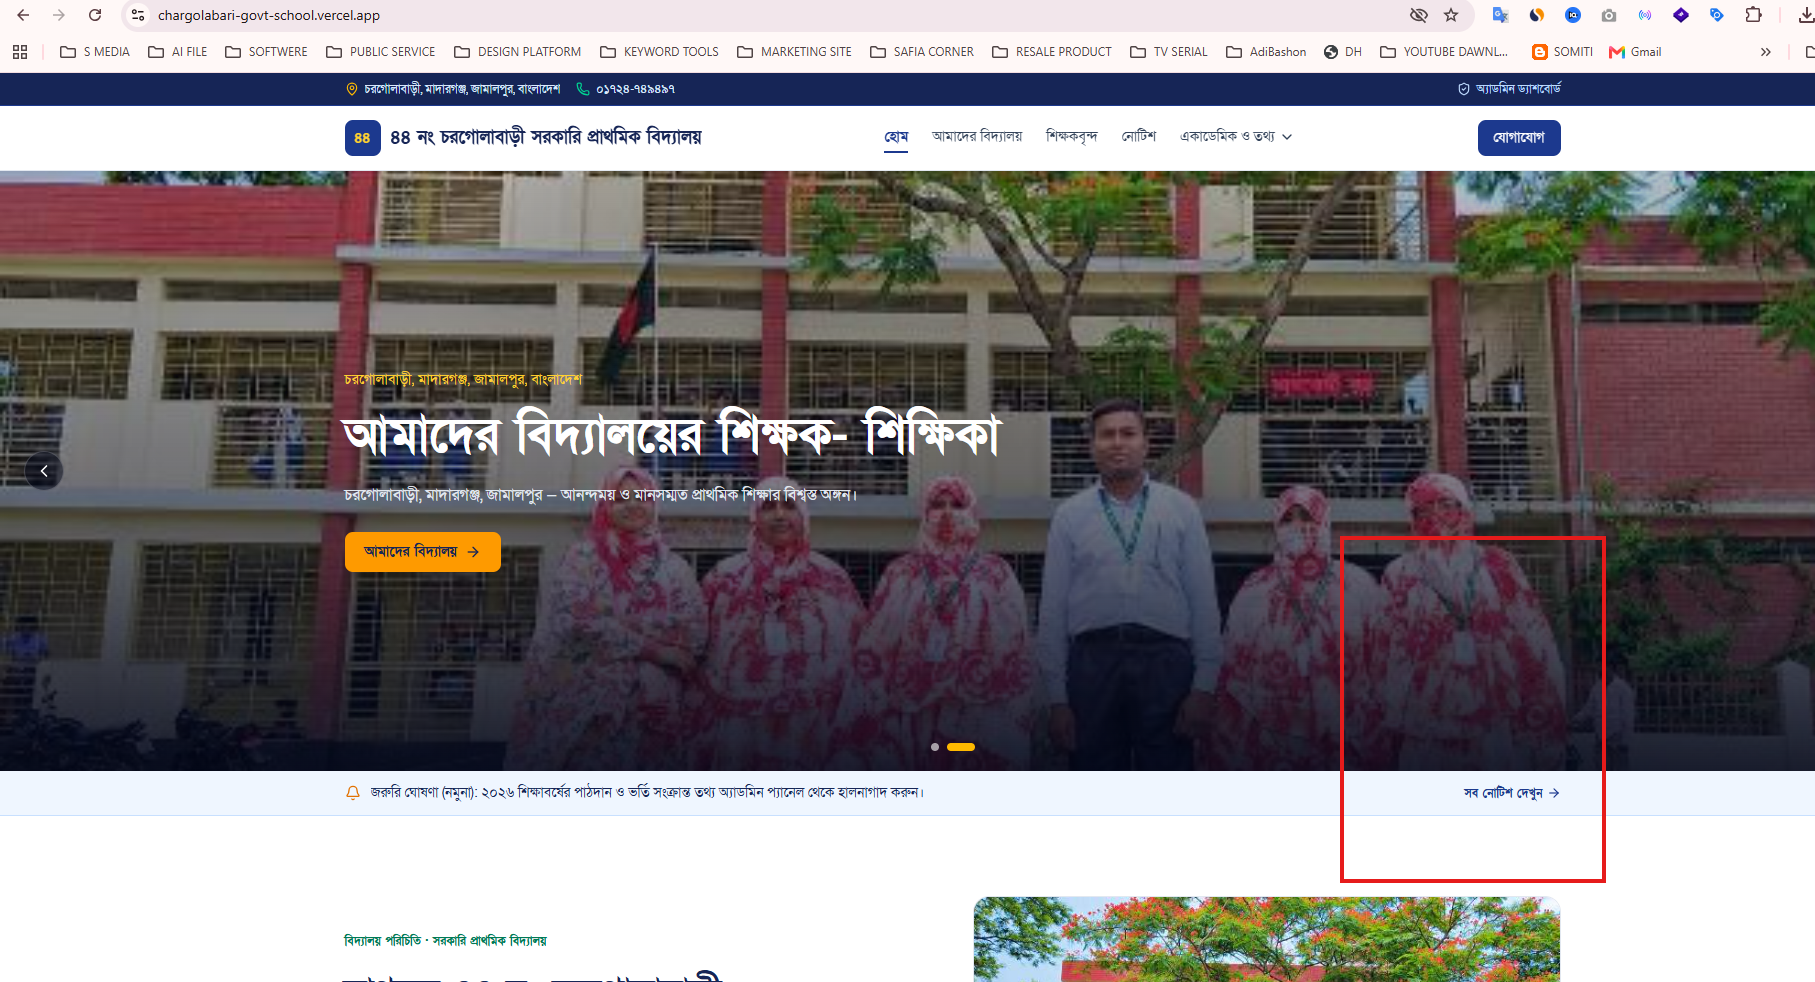 chargolabari-govt-school.vercel.app
S MEDIA
AI FILE
SOFTWERE
PUBLIC SERVICE
DESIGN PLATFORM
KEYWORD TOOLS
MARKETING SITE
SAFIA CORNER
RESALE PRODUCT
TV SERIAL
AdiBashon
DH
YOUTUBE DAWNL...
SOMITI
Gmail
চরগোলাবাড়ী, মাদারগঞ্জ, জামালপুর, বাংলাদেশ
০১৭২৪-৭৪৯৪৯৭
অ্যাডমিন ড্যাশবোর্ড
৪৪
৪৪ নং চরগোলাবাড়ী সরকারি প্রাথমিক বিদ্যালয়
হোম
আমাদের বিদ্যালয়
শিক্ষকবৃন্দ
নোটিশ
একাডেমিক ও তথ্য
যোগাযোগ
চরগোলাবাড়ী, মাদারগঞ্জ, জামালপুর, বাংলাদেশ
আমাদের বিদ্যালয়ের শিক্ষক- শিক্ষিকা
চরগোলাবাড়ী, মাদারগঞ্জ, জামালপুর – আনন্দময় ও মানসম্মত প্রাথমিক শিক্ষার বিশ্বস্ত অঙ্গন।
আমাদের বিদ্যালয় →
জরুরি ঘোষণা (নমুনা): ২০২৬ শিক্ষাবর্ষের পাঠদান ও ভর্তি সংক্রান্ত তথ্য অ্যাডমিন প্যানেল থেকে হালনাগাদ করুন।
সব নোটিশ দেখুন →
বিদ্যালয় পরিচিতি · সরকারি প্রাথমিক বিদ্যালয়